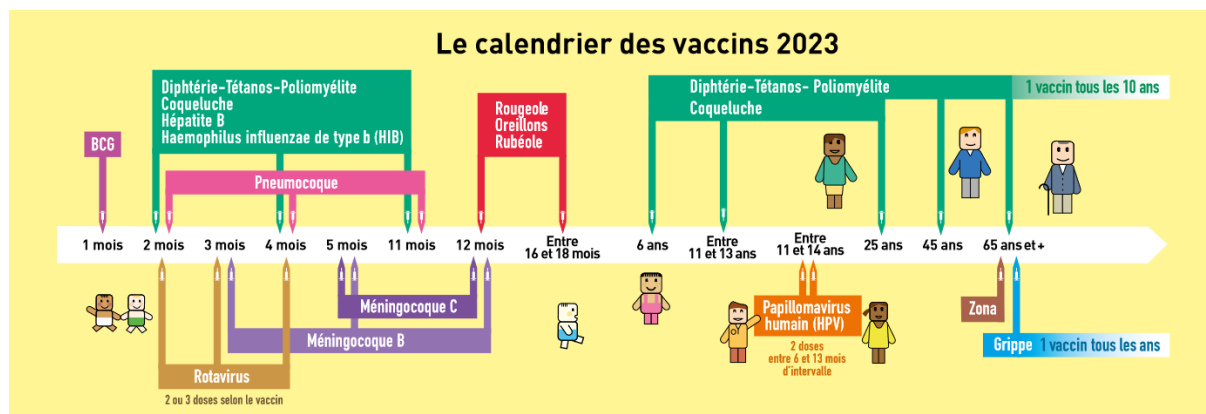 Le calendrier des vaccins 2023
Diphtérie-Tétanos-Poliomyélite
Coqueluche
Hépatite B
Haemophilus influenzae de type b (HIB)
BCG
Pneumocoque
Rougeole
Oreillons
Rubéole
Diphtérie-Tétanos- Poliomyélite
Coqueluche
1 vaccin tous les 10 ans
1 mois
2 mois
3 mois
4 mois
5 mois
11 mois
12 mois
Entre
16 et 18 mois
6 ans
Entre
11 et 13 ans
Entre
11 et 14 ans
25 ans
45 ans
65 ans et +
Méningocoque C
Méningocoque B
Rotavirus
2 ou 3 doses selon le vaccin
Papillomavirus
humain (HPV)
2 doses
entre 6 et 13 mois
d'intervalle
Zona
Grippe 1 vaccin tous les ans